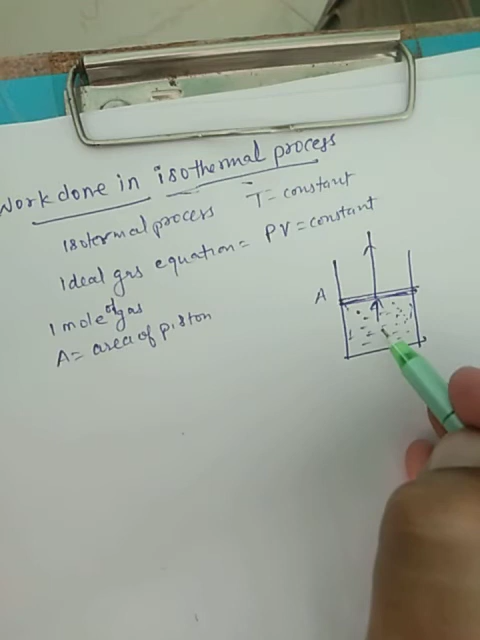 Work done in isothermal process
isotermal process T = constant
ideal gas equation = PV = constant
1 mole of gas
A = area of piston
A